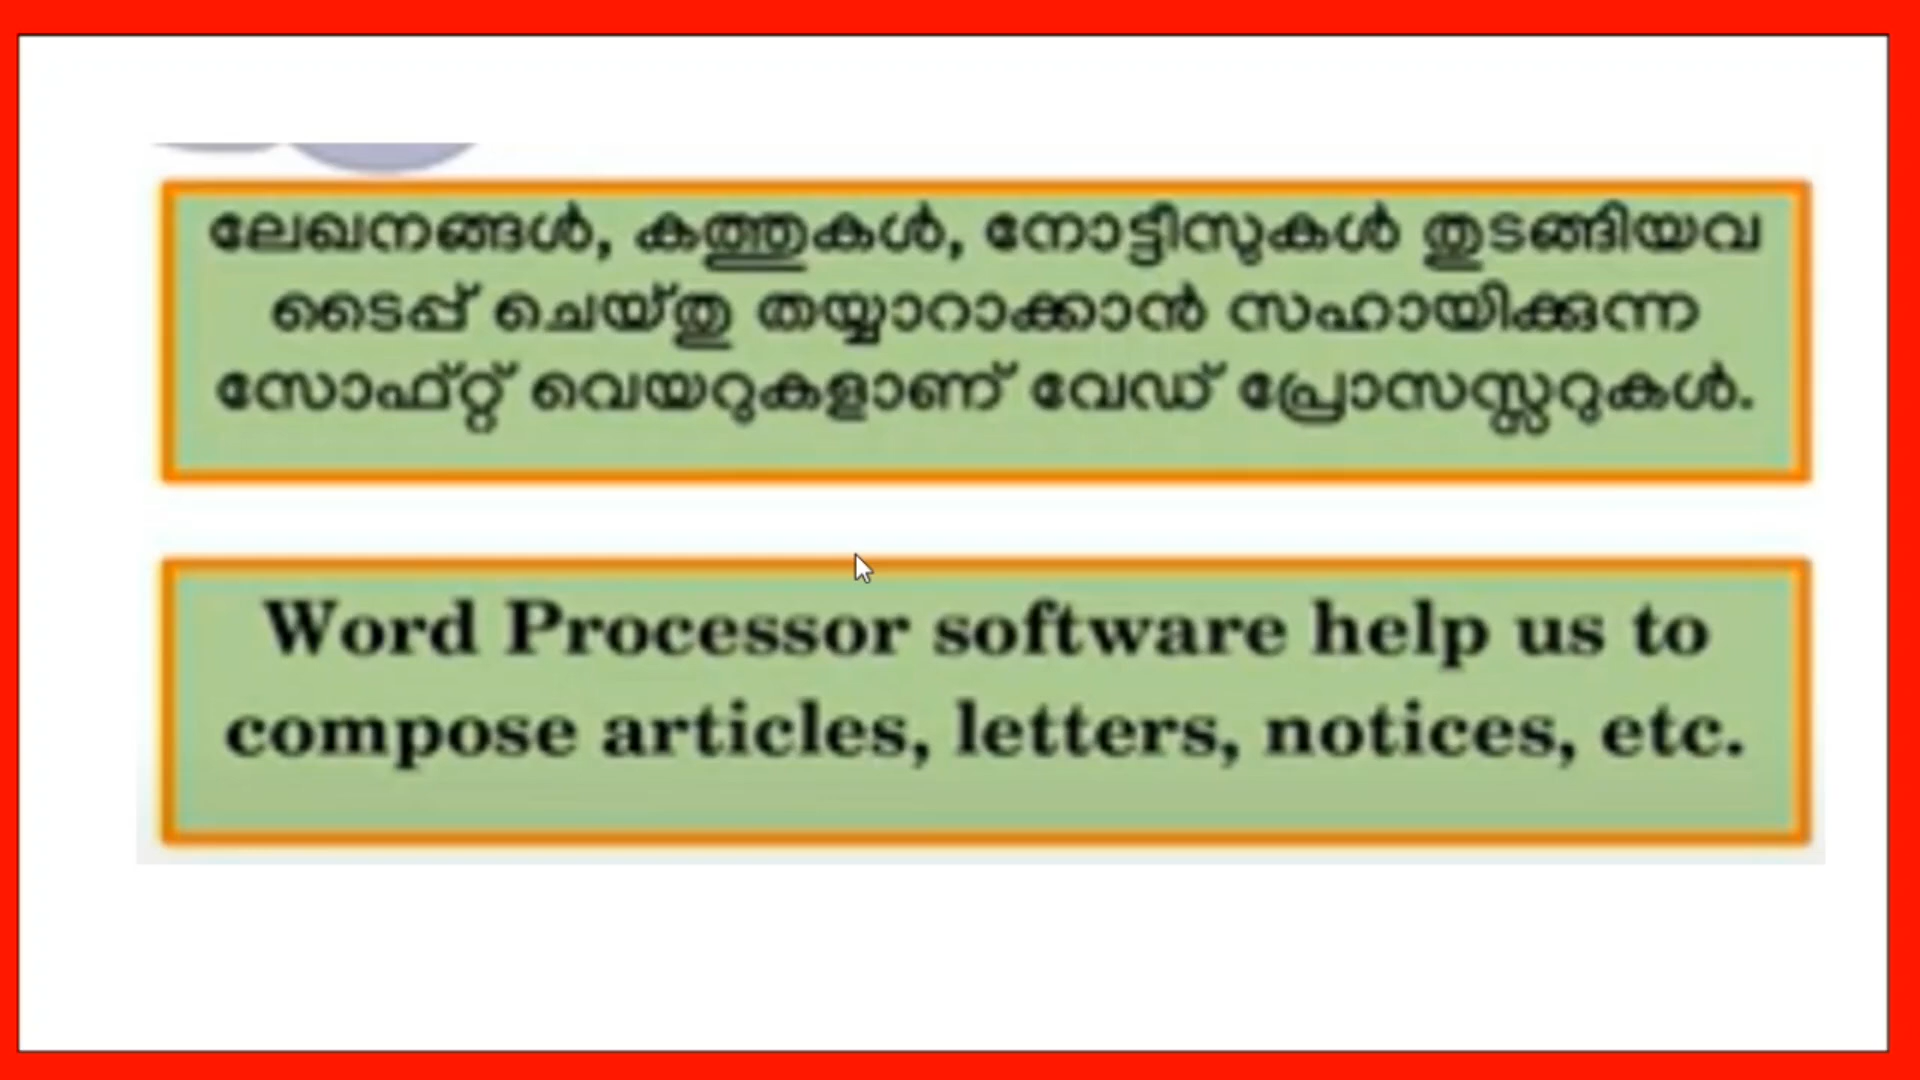 ലേഖനങ്ങൾ, കത്തുകൾ, നോട്ടീസുകൾ തുടങ്ങിയവ
ടൈപ്പ് ചെയ്തു തയ്യാറാക്കാൻ സഹായിക്കുന്ന
സോഫ്റ്റ് വെയറുകളാണ് വേഡ് പ്രോസസ്സറുകൾ.
Word Processor software help us to
compose articles, letters, notices, etc.